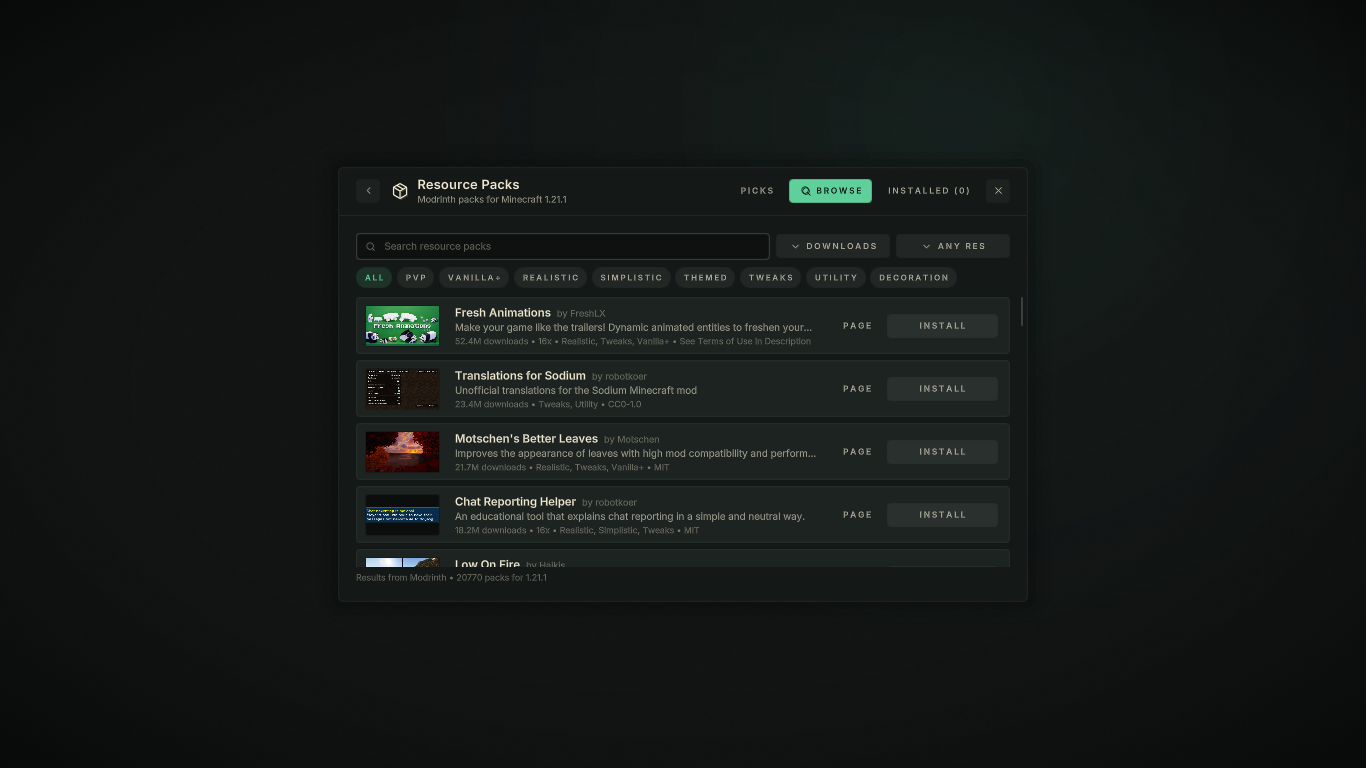 Resource Packs
Modrinth packs for Minecraft 1.21.1
PICKS
BROWSE
INSTALLED (0)
Search resource packs
DOWNLOADS
ANY RES
ALL
PVP
VANILLA+
REALISTIC
SIMPLISTIC
THEMED
TWEAKS
UTILITY
DECORATION
Fresh Animations
Fresh Animations by FreshLX
Make your game like the trailers! Dynamic animated entities to freshen your...
52.4M downloads • 16x • Realistic, Tweaks, Vanilla+ • See Terms of Use In Description
PAGE
INSTALL
Translations for Sodium by robotkoer
Unofficial translations for the Sodium Minecraft mod
23.4M downloads • Tweaks, Utility • CC0-1.0
PAGE
INSTALL
Motschen's Better Leaves by Motschen
Improves the appearance of leaves with high mod compatibility and perform...
21.7M downloads • Realistic, Tweaks, Vanilla+ • MIT
PAGE
INSTALL
Chat Reporting Helper by robotkoer
An educational tool that explains chat reporting in a simple and neutral way.
18.2M downloads • 16x • Realistic, Simplistic, Tweaks • MIT
PAGE
INSTALL
Low On Fire by Haikis
Results from Modrinth • 20770 packs for 1.21.1